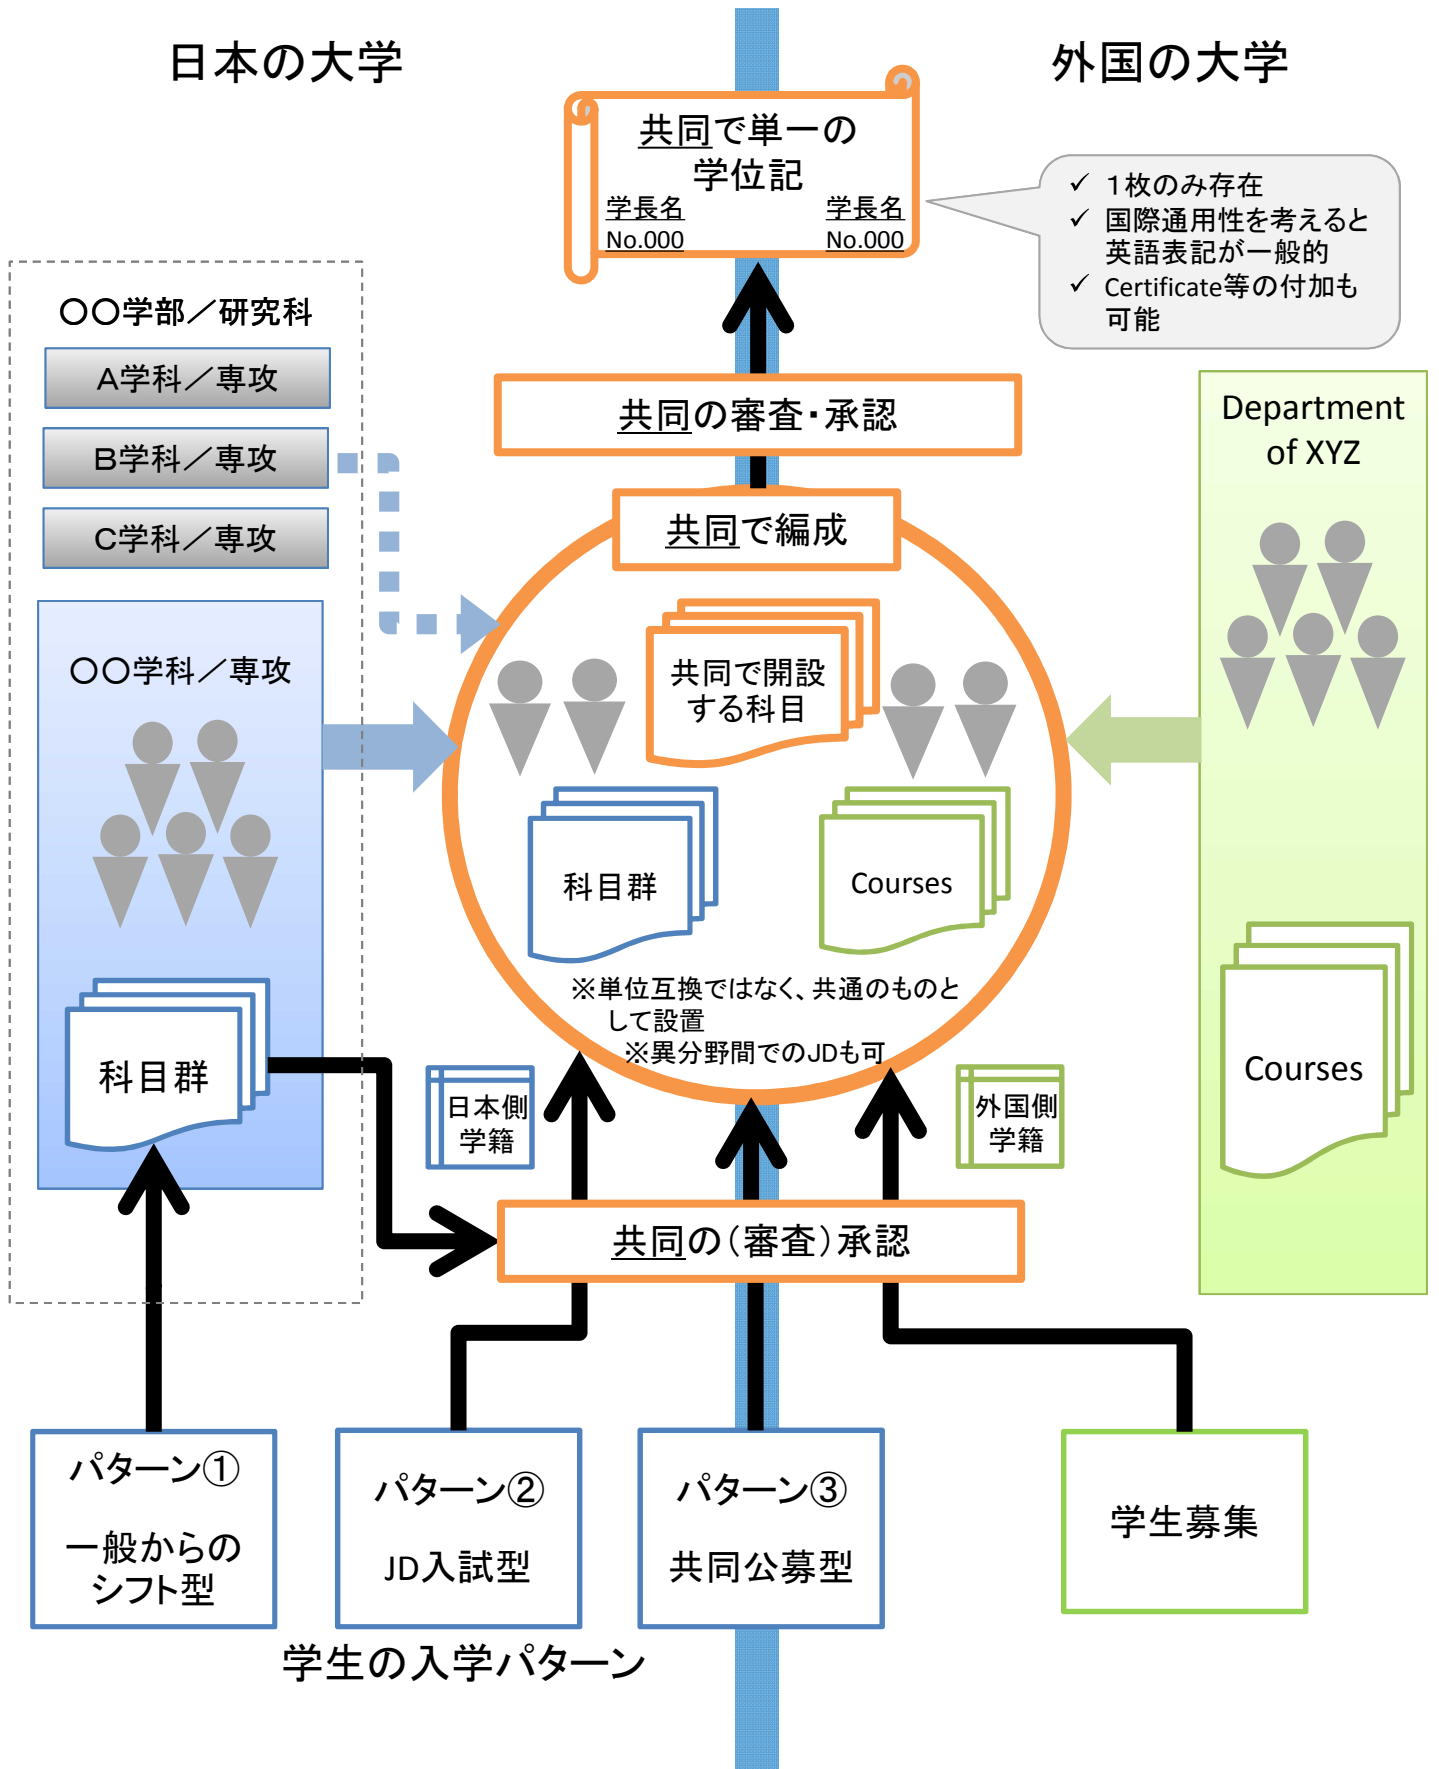 日本の大学
外国の大学
共同で単一の
学位記
学長名
No.000
学長名
No.000
✓ 1枚のみ存在
✓ 国際通用性を考えると
英語表記が一般的
✓ Certificate等の付加も
可能
〇〇学部／研究科
A学科／専攻
B学科／専攻
C学科／専攻
共同の審査・承認
Department
of XYZ
共同で編成
共同で開設
する科目
〇〇学科／専攻
科目群
Courses
※単位互換ではなく、共通のものと
して設置
※異分野間でのJDも可
科目群
Courses
日本側
学籍
外国側
学籍
共同の（審査）承認
パターン①
一般からの
シフト型
パターン②
JD入試型
パターン③
共同公募型
学生募集
学生の入学パターン